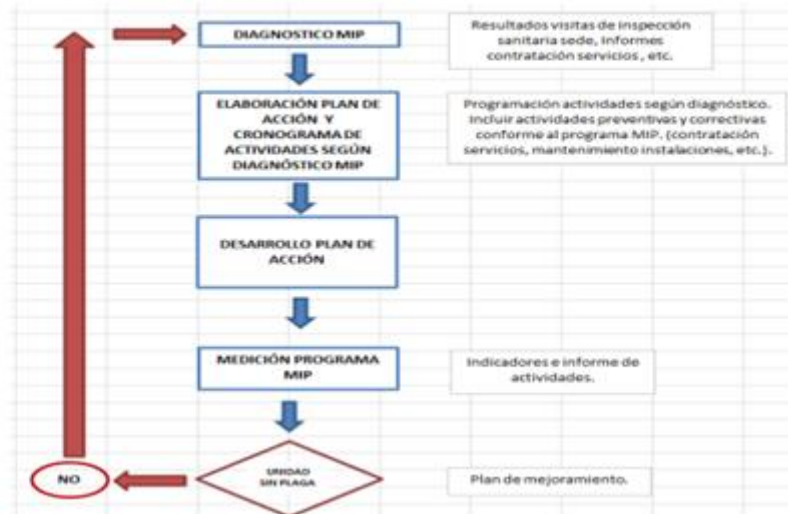 DIAGNOSTICO MIP
Resultados visitas de inspección
sanitaria sede, Informes
contratación servicios , etc.
ELABORACIÓN PLAN DE
ACCIÓN Y
CRONOGRAMA DE
ACTIVIDADES SEGÚN
DIAGNÓSTICO MIP
Programación actividades según diagnóstico.
Incluir actividades preventivas y correctivas
conforme al programa MIP. (contratación
servicios, mantenimiento instalaciones, etc.).
DESARROLLO PLAN DE
ACCIÓN
MEDICIÓN PROGRAMA
MIP
Indicadores e informe de
actividades.
UNIDAD
SIN PLAGA
NO
Plan de mejoramiento.